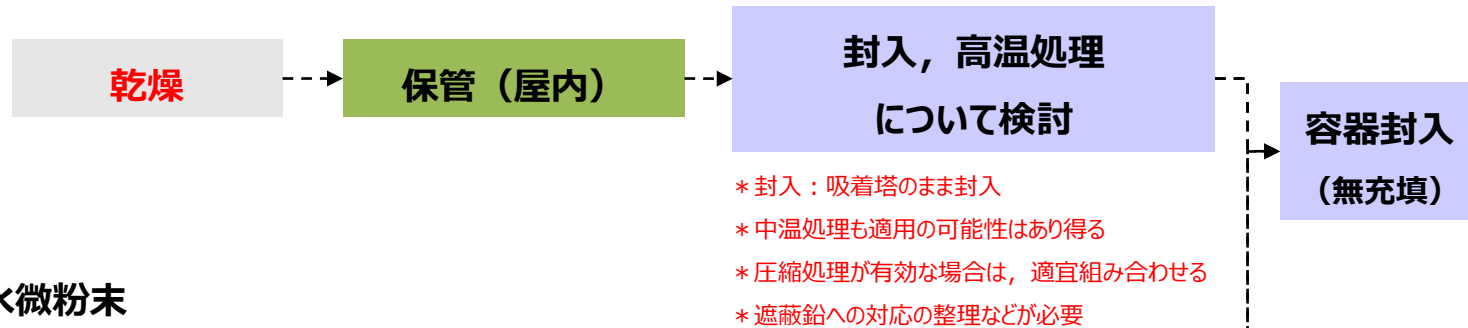 乾燥
保管（屋内）
封入，高温処理
について検討
容器封入
（無充填）
＊封入：吸着塔のまま封入
＊中温処理も適用の可能性はあり得る
＊圧縮処理が有効な場合は，適宜組み合わせる
＊遮蔽鉛への対応の整理などが必要
微粉末